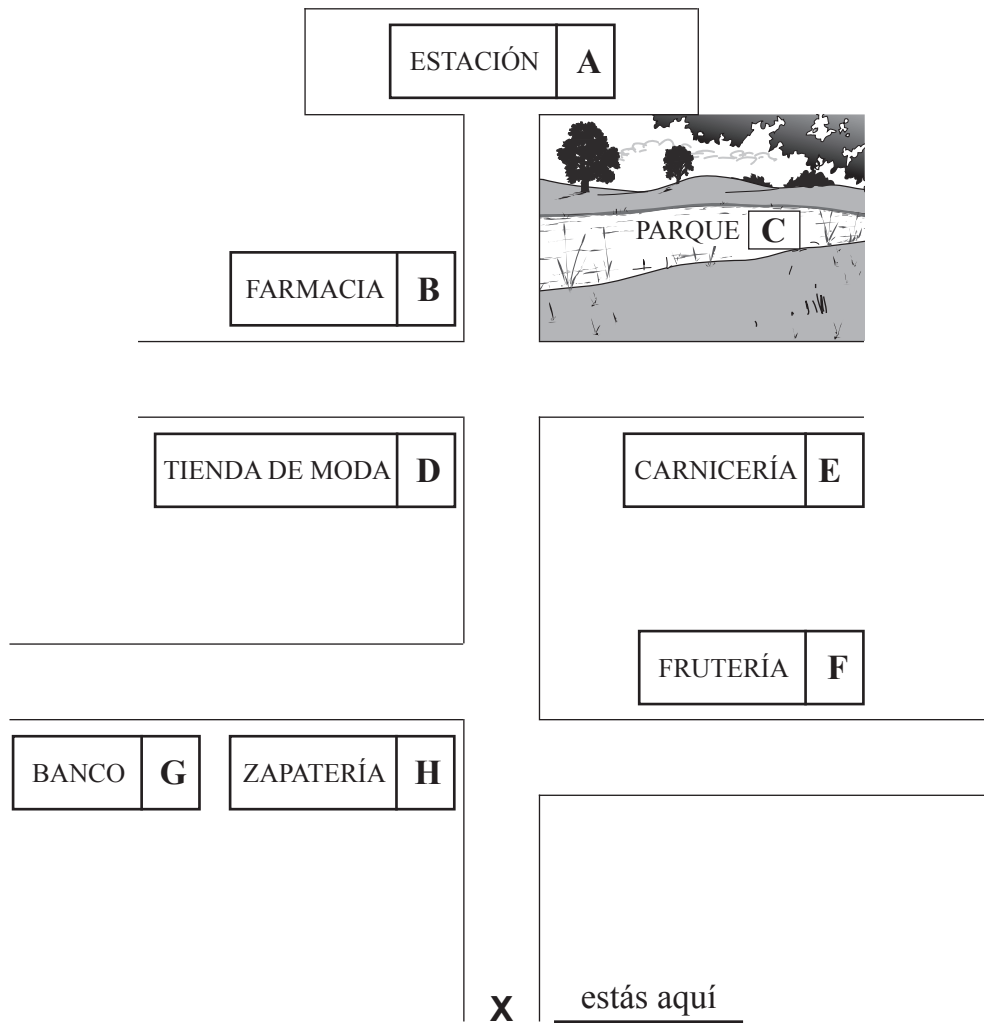 ESTACIÓN A
PARQUE C
FARMACIA B
TIENDA DE MODA D
CARNICERÍA E
FRUTERÍA F
BANCO G
ZAPATERÍA H
X estás aquí